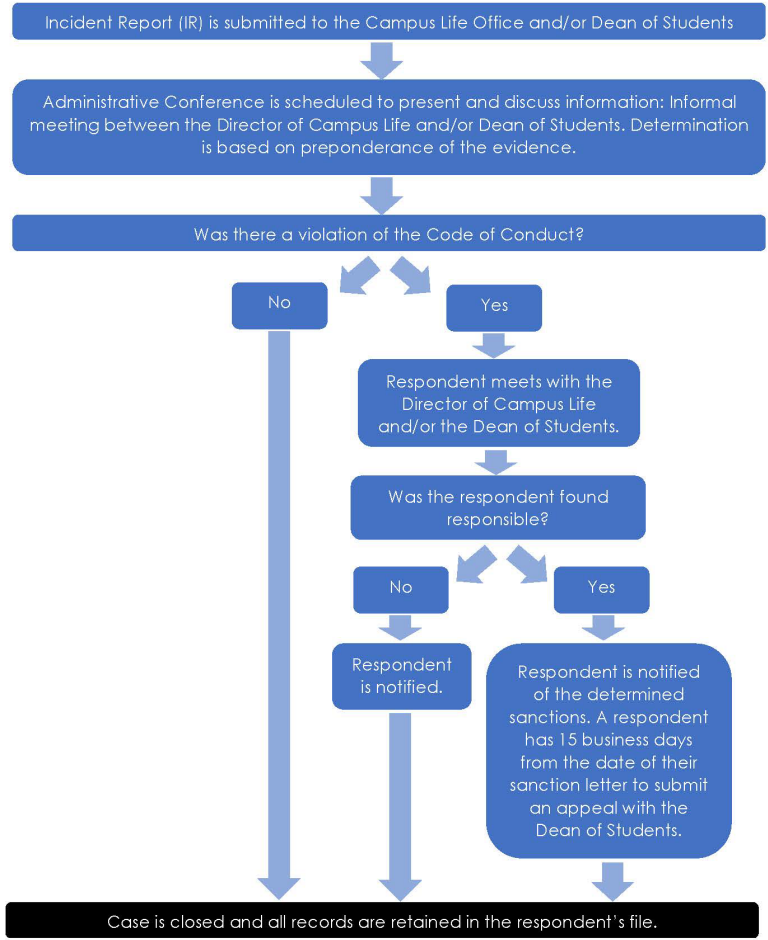 Incident Report (IR) is submitted to the Campus Life Office and/or Dean of Students
Administrative Conference is scheduled to present and discuss information: Informal
meeting between the Director of Campus Life and/or Dean of Students. Determination
is based on preponderance of the evidence.
Was there a violation of the Code of Conduct?
No
Yes
Respondent meets with the
Director of Campus Life
and/or the Dean of Students.
Was the respondent found
responsible?
No
Yes
Respondent
is notified.
Respondent is notified
of the determined
sanctions. A respondent
has 15 business days
from the date of their
sanction letter to submit
an appeal with the
Dean of Students.
Case is closed and all records are retained in the respondent’s file.